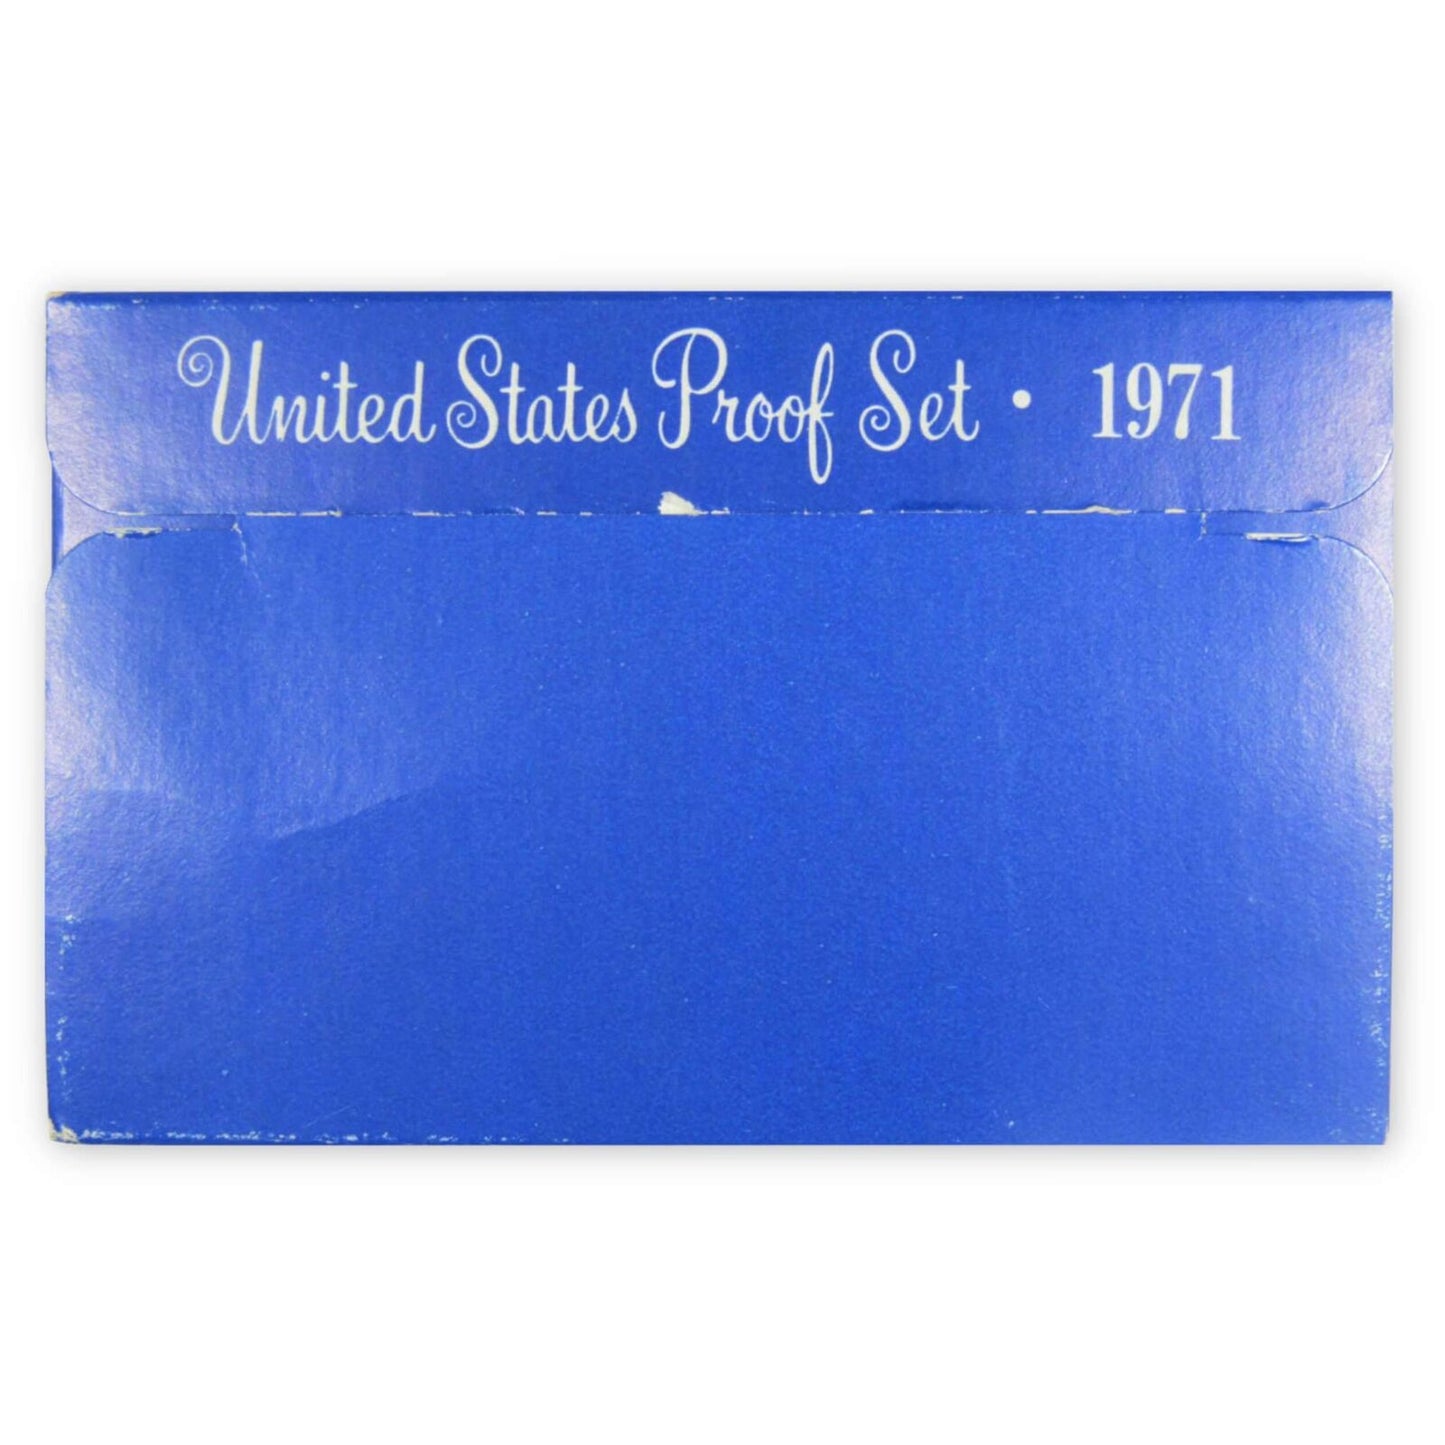 United States Proof Set • 1971